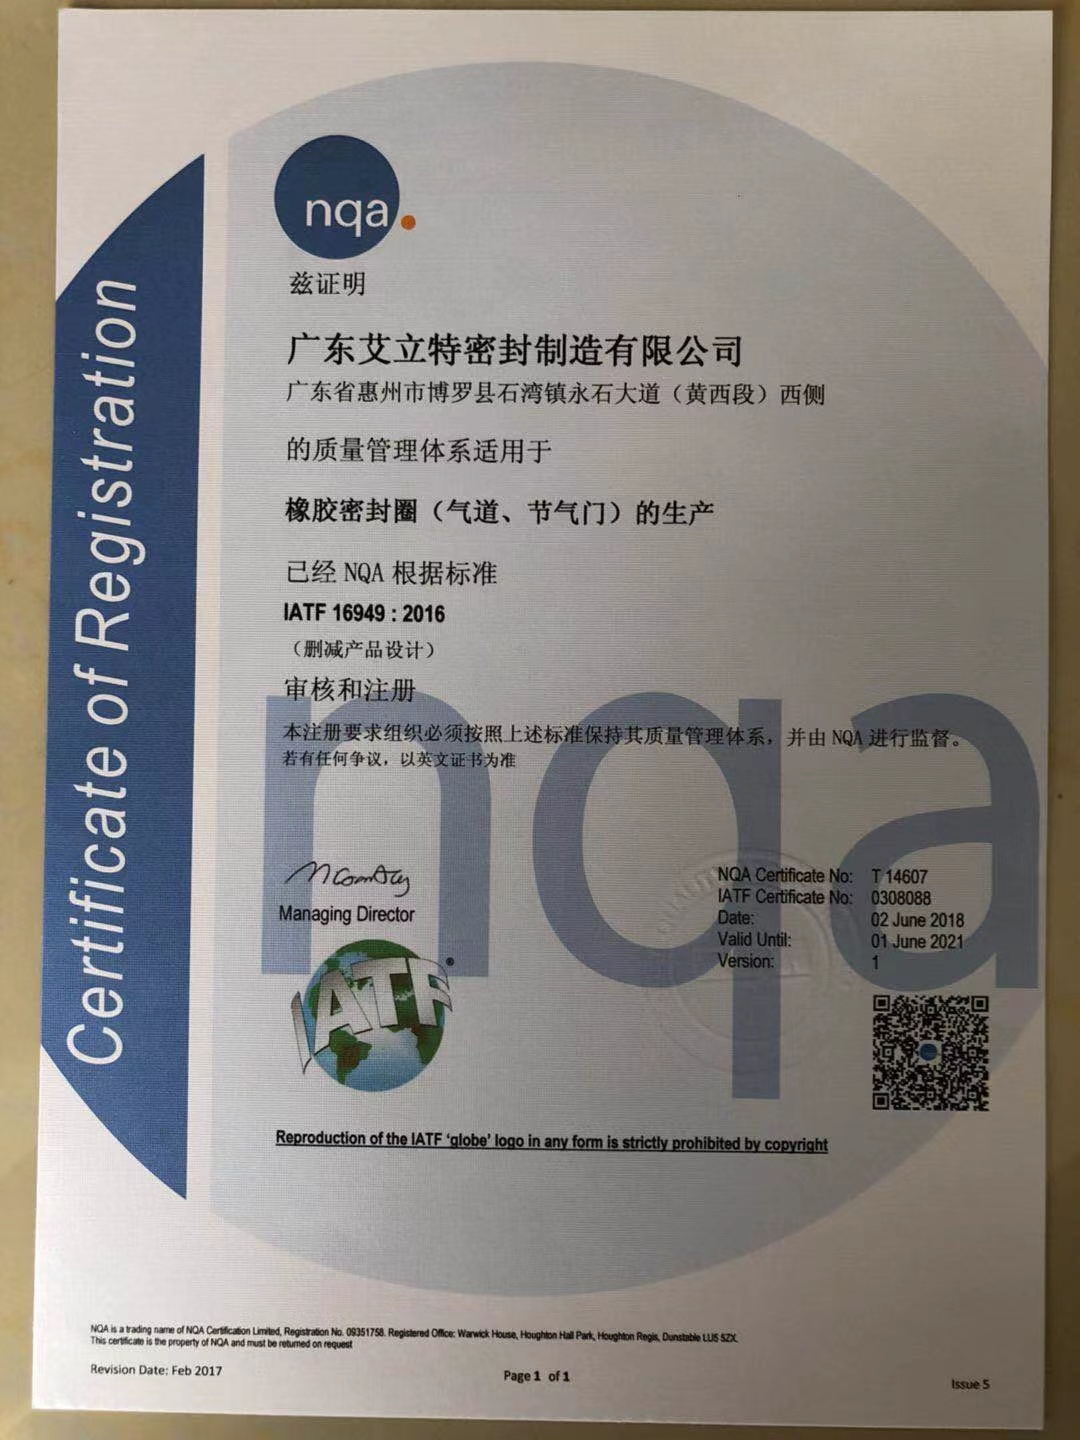 Certificate of Registration
nqa.
兹证明
广东艾立特密封制造有限公司
广东省惠州市博罗县石湾镇永石大道（黄西段）西侧
的质量管理体系适用于
橡胶密封圈（气道、节气门）的生产
已经 NQA 根据标准
IATF 16949 : 2016
（删减产品设计）
审核和注册
本注册要求组织必须按照上述标准保持其质量管理体系，并由 NQA 进行监督。
若有任何争议，以英文证书为准
nqa
Managing Director
NQA Certificate No: T 14607
IATF Certificate No: 0308088
Date: 02 June 2018
Valid Until: 01 June 2021
Version: 1
IATF®
Reproduction of the IATF ‘globe’ logo in any form is strictly prohibited by copyright
NQA is a trading name of NQA Certification Limited, Registration No. 09351758. Registered Office: Warwick House, Houghton Hall Park, Houghton Regis, Dunstable LU5 5ZX.
This certificate is the property of NQA and must be returned on request
Revision Date: Feb 2017
Page 1 of 1
Issue 5